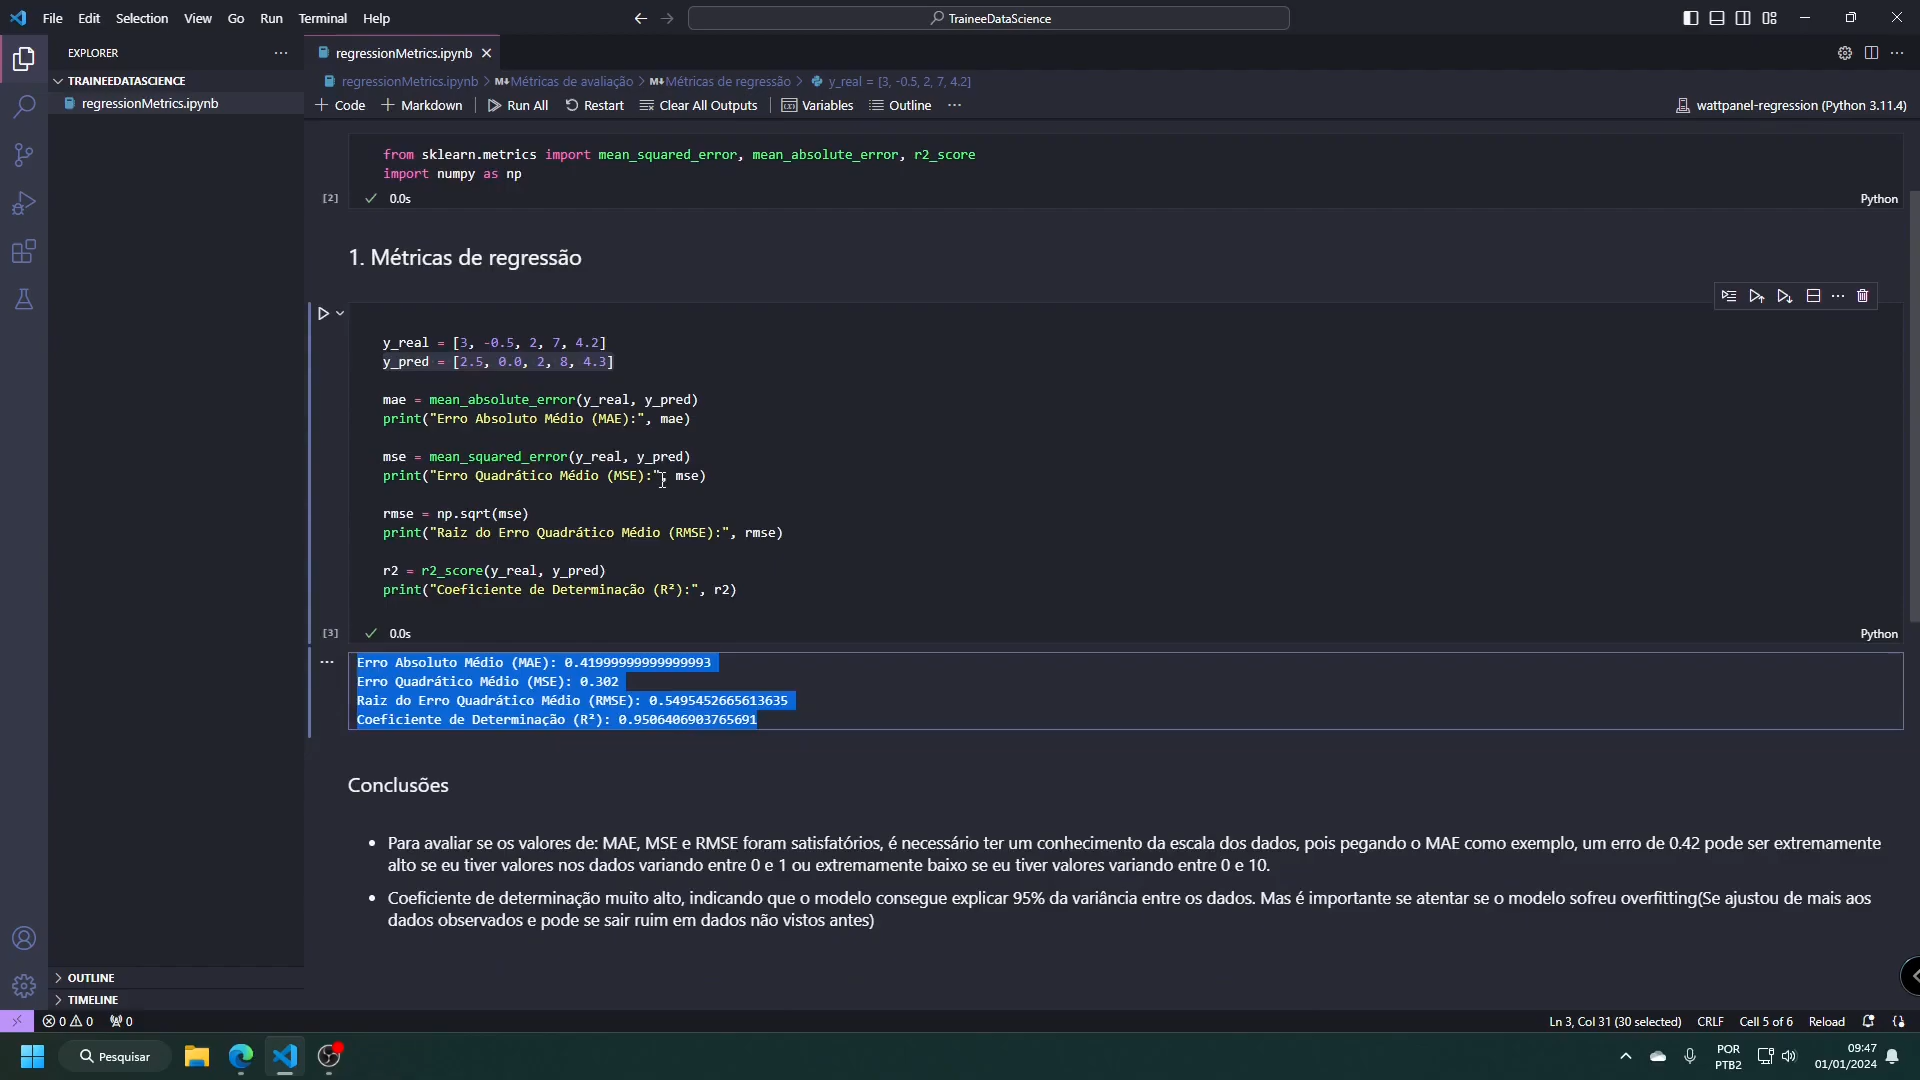 File Edit Selection View Go Run Terminal Help
TraineeDataScience
EXPLORER
regressionMetrics.ipynb
TRAINEEDATASCIENCE
regressionMetrics.ipynb
regressionMetrics.ipynb > M↓Métricas de avaliação > M↓Métricas de regressão > y_real = [3, -0.5, 2, 7, 4.2]
+ Code + Markdown Run All Restart Clear All Outputs Variables Outline ...
wattpanel-regression (Python 3.11.4)
from sklearn.metrics import mean_squared_error, mean_absolute_error, r2_score
import numpy as np
[2] 0.0s Python
1. Métricas de regressão
y_real = [3, -0.5, 2, 7, 4.2]
y_pred = [2.5, 0.0, 2, 8, 4.3]
mae = mean_absolute_error(y_real, y_pred)
print("Erro Absoluto Médio (MAE):", mae)
mse = mean_squared_error(y_real, y_pred)
print("Erro Quadrático Médio (MSE):", mse)
rmse = np.sqrt(mse)
print("Raiz do Erro Quadrático Médio (RMSE):", rmse)
r2 = r2_score(y_real, y_pred)
print("Coeficiente de Determinação (R²):", r2)
[3] 0.0s Python
Erro Absoluto Médio (MAE): 0.41999999999999993
Erro Quadrático Médio (MSE): 0.302
Raiz do Erro Quadrático Médio (RMSE): 0.5495452665613635
Coeficiente de Determinação (R²): 0.9506406903765691
Conclusões
• Para avaliar se os valores de: MAE, MSE e RMSE foram satisfatórios, é necessário ter um conhecimento da escala dos dados, pois pegando o MAE como exemplo, um erro de 0.42 pode ser extremamente
alto se eu tiver valores nos dados variando entre 0 e 1 ou extremamente baixo se eu tiver valores variando entre 0 e 10.
• Coeficiente de determinação muito alto, indicando que o modelo consegue explicar 95% da variância entre os dados. Mas é importante se atentar se o modelo sofreu overfitting(Se ajustou de mais aos
dados observados e pode se sair ruim em dados não vistos antes)
OUTLINE
TIMELINE
0 0 0
Ln 3, Col 31 (30 selected) CRLF Cell 5 of 6 Reload
Pesquisar
POR
PTB2
09:47
01/01/2024